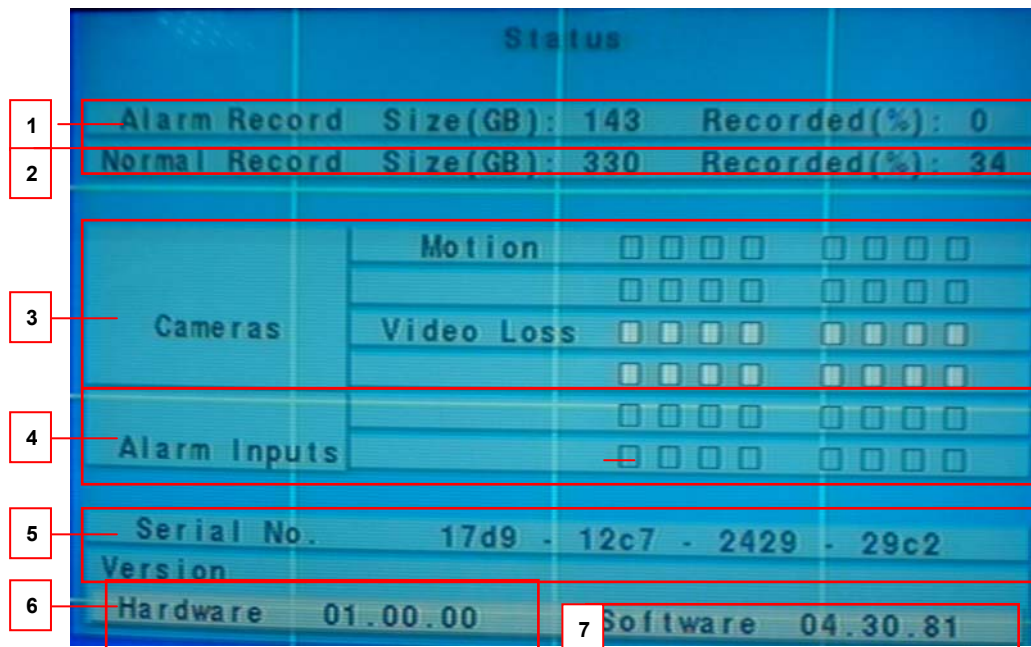 Status
1 Alarm Record Size(GB): 143 Recorded(%): 0
2 Normal Record Size(GB): 330 Recorded(%): 34
Motion
3 Cameras Video Loss
4 Alarm Inputs
5 Serial No. 17d9 - 12c7 - 2429 - 29c2
Version
6 Hardware 01.00.00 7 Software 04.30.81